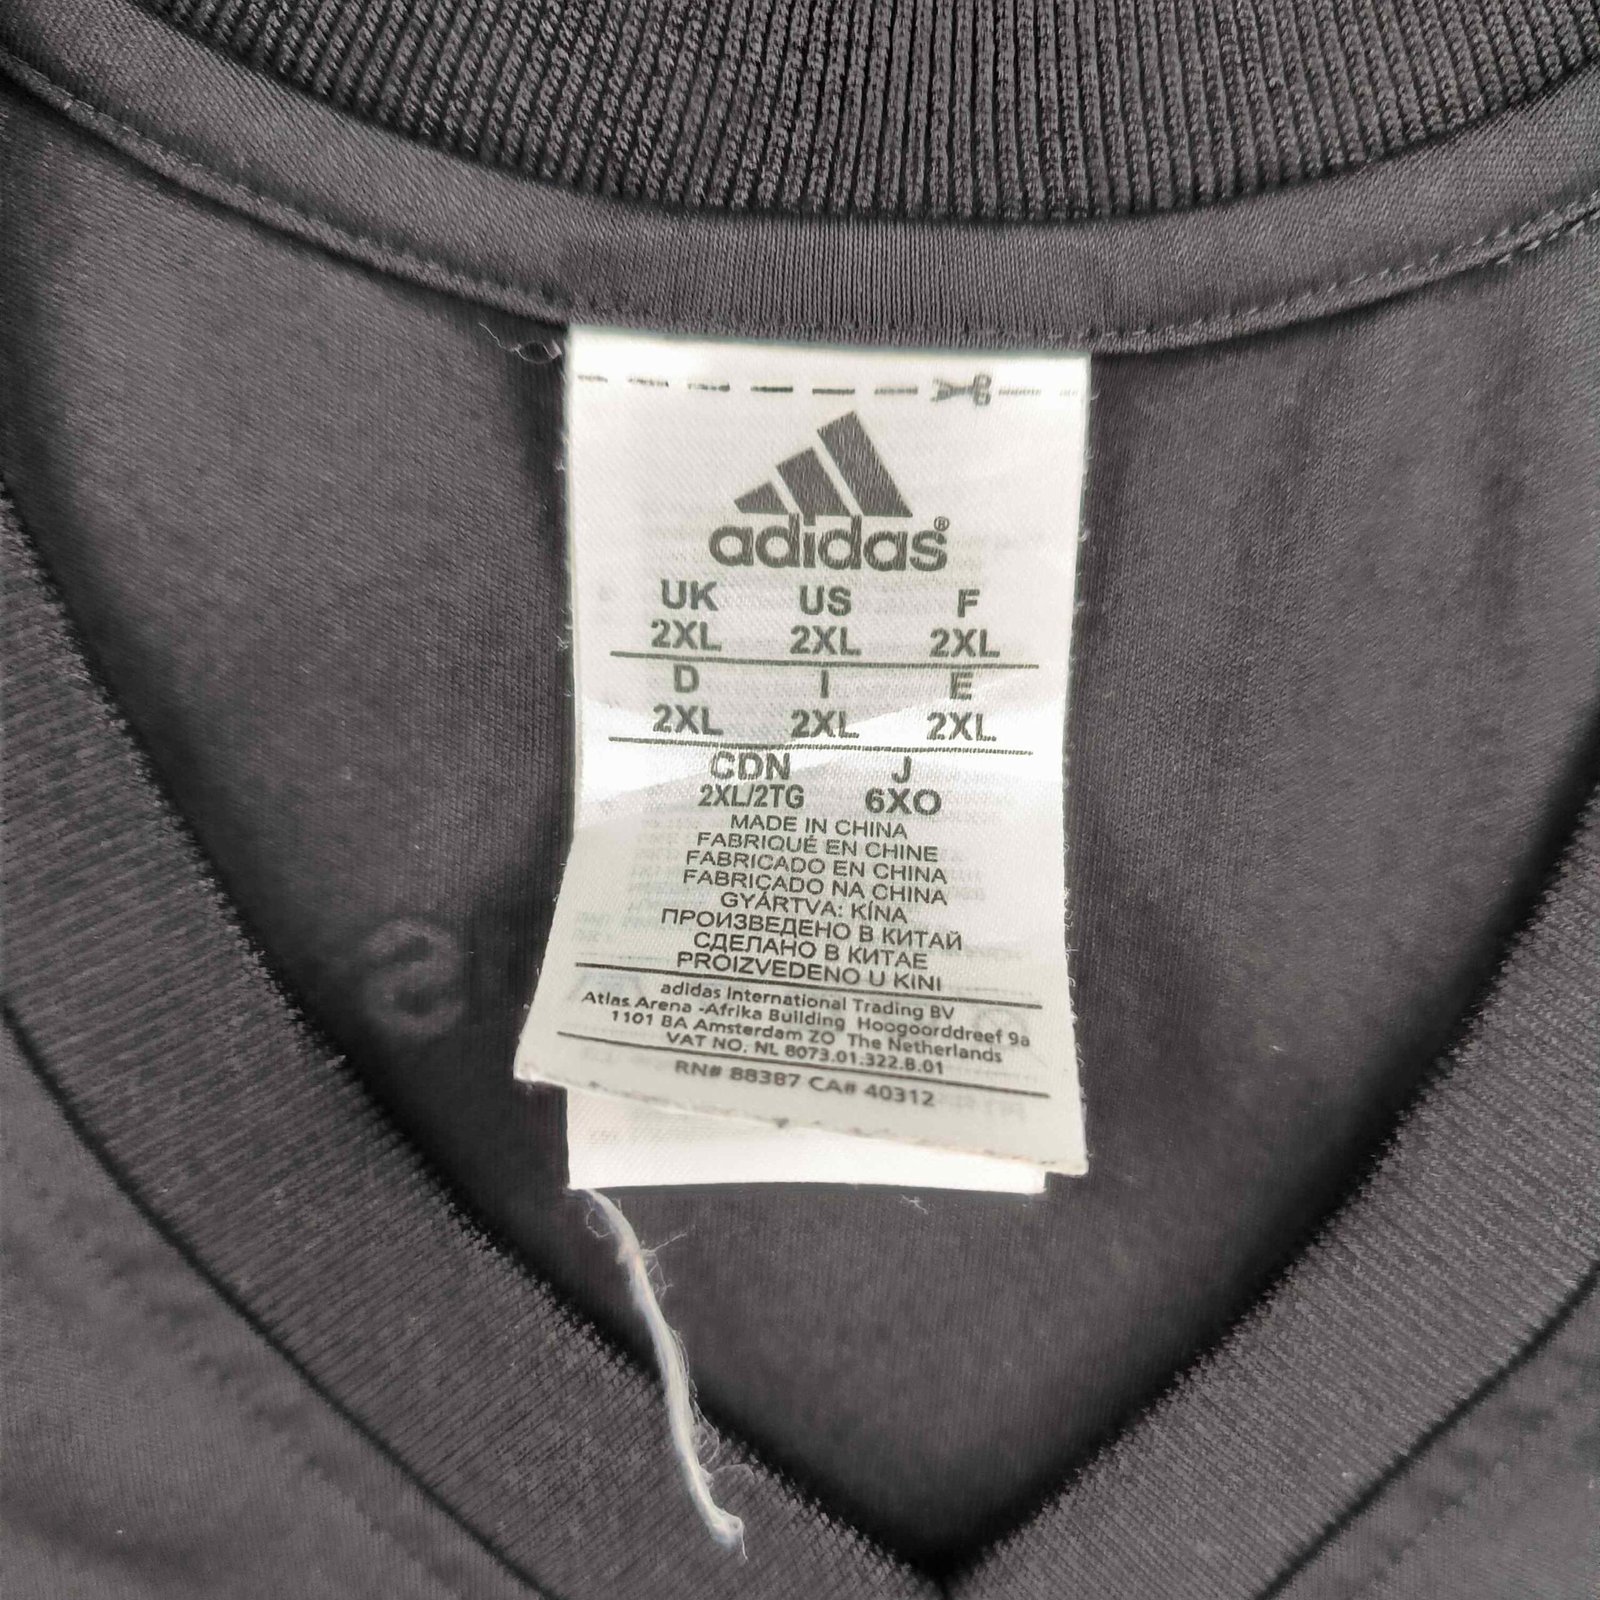 adidas®
UK US F
2XL 2XL 2XL
D I E
2XL 2XL 2XL
CDN J
2XL/2TG 6XO
MADE IN CHINA
FABRIQUÉ EN CHINE
FABRICADO EN CHINA
FABRICADO NA CHINA
GYÁRTVA: KÍNA
ПРОИЗВЕДЕНО В КИТАЙ
СДЕЛАНО В КИТАЕ
PROIZVEDENO U KINI
adidas International Trading BV
Atlas Arena -Afrika Building Hoogoorddreef 9a
1101 BA Amsterdam ZO The Netherlands
VAT NO. NL 8073.01.322.B.01
RN# 88387 CA# 40312